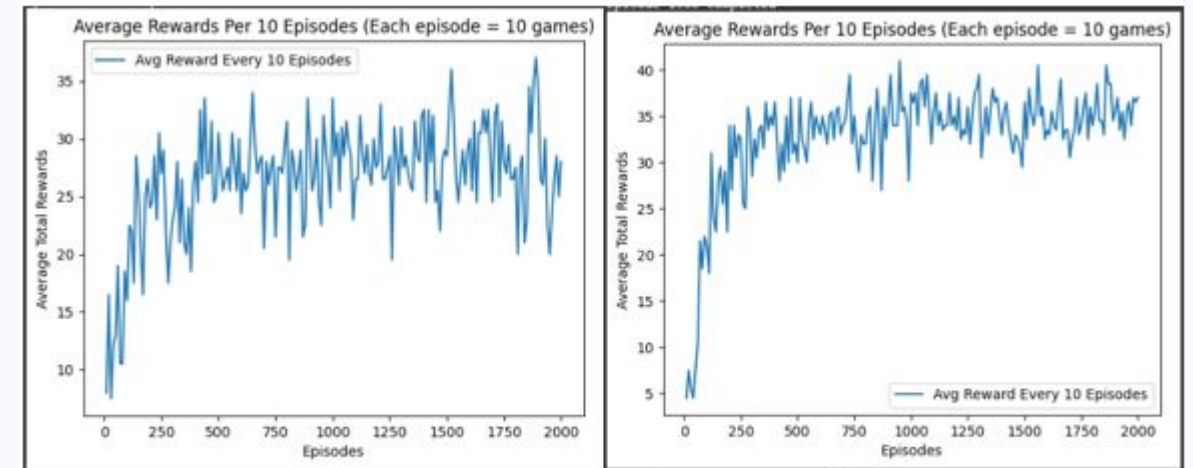 Average Rewards Per 10 Episodes (Each episode = 10 games)
Avg Reward Every 10 Episodes
35
30
25
20
15
10
Average Total Rewards
0 250 500 750 1000 1250 1500 1750 2000
Episodes
Average Rewards Per 10 Episodes (Each episode = 10 games)
40
35
30
25
20
15
10
5
Average Total Rewards
Avg Reward Every 10 Episodes
0 250 500 750 1000 1250 1500 1750 2000
Episodes